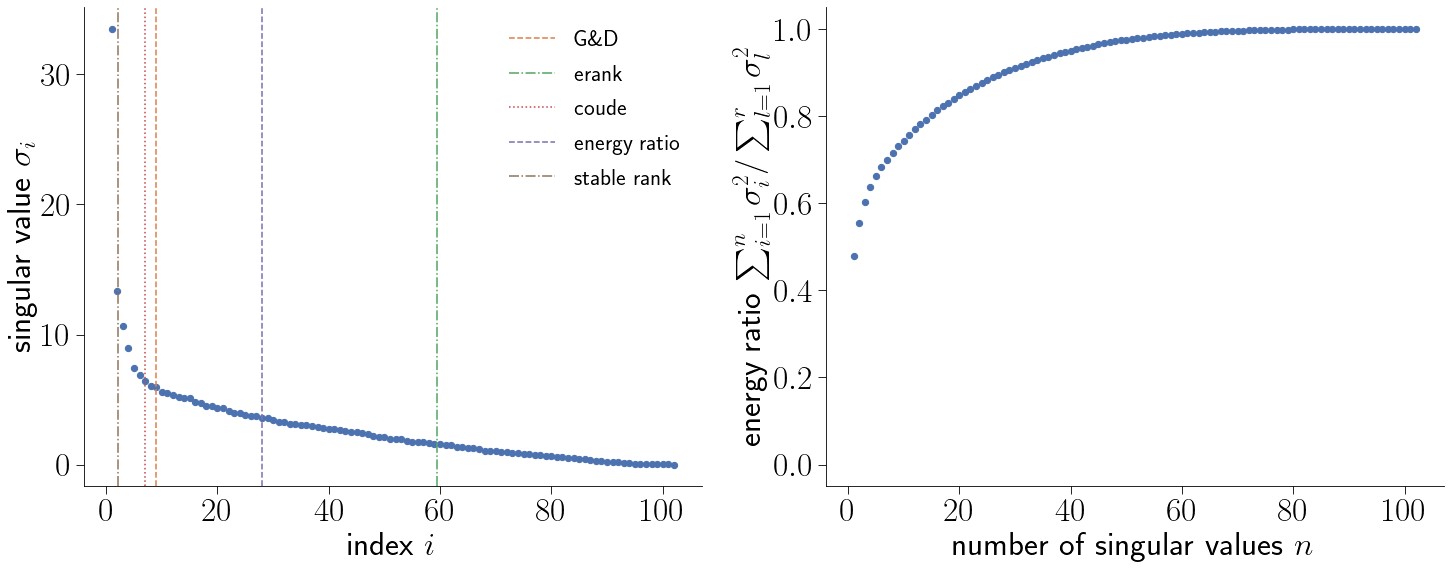 singular value σ_i
30
20
10
0
0 20 40 60 80 100
index i
G&D
erank
coude
energy ratio
stable rank
energy ratio ∑_{i=1}^{n} σ_i^2 / ∑_{l=1}^{r} σ_l^2
1.0
0.8
0.6
0.4
0.2
0.0
0 20 40 60 80 100
number of singular values n